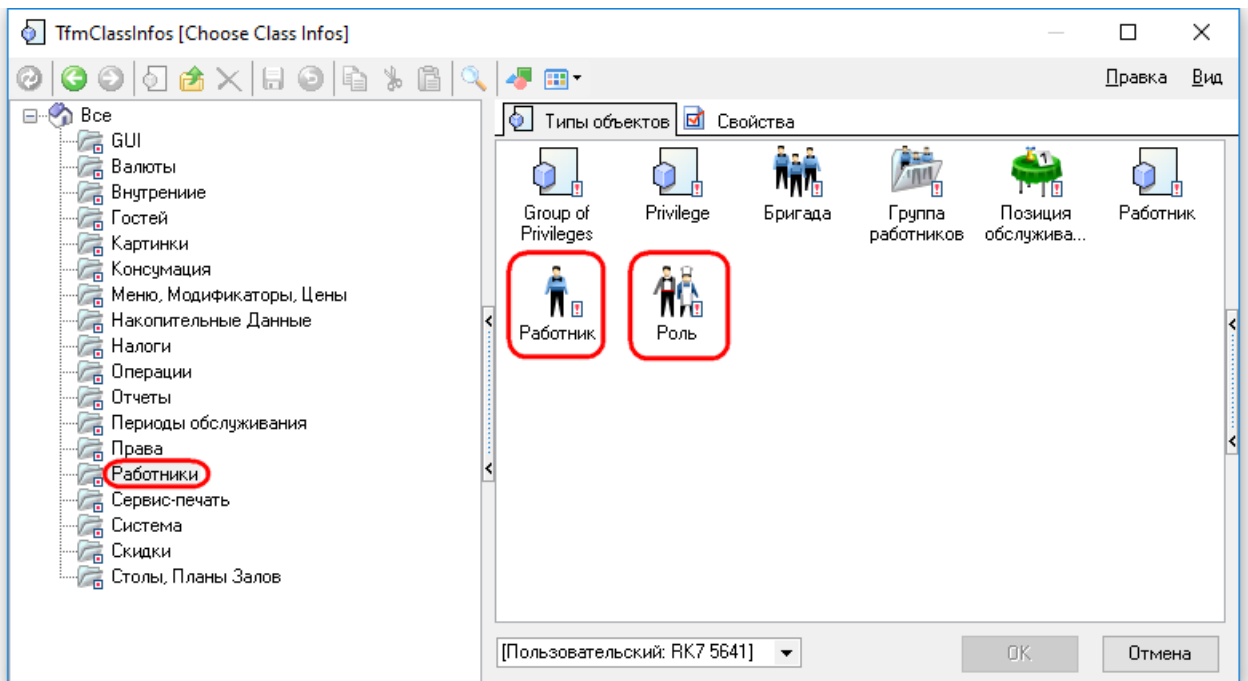 TfmClassInfos [Choose Class Infos]
Правка Вид
Все
GUI
Валюты
Внутрениие
Гостей
Картинки
Консумация
Меню, Модификаторы, Цены
Накопительные Данные
Налоги
Операции
Отчеты
Периоды обслуживания
Права
Работники
Сервис-печать
Система
Скидки
Столы, Планы Залов
Типы объектов Свойства
Group of Privileges
Privilege
Бригада
Группа работников
Позиция обслужива...
Работник
Работник
Роль
[Пользовательский: RK7 5641]
OK
Отмена